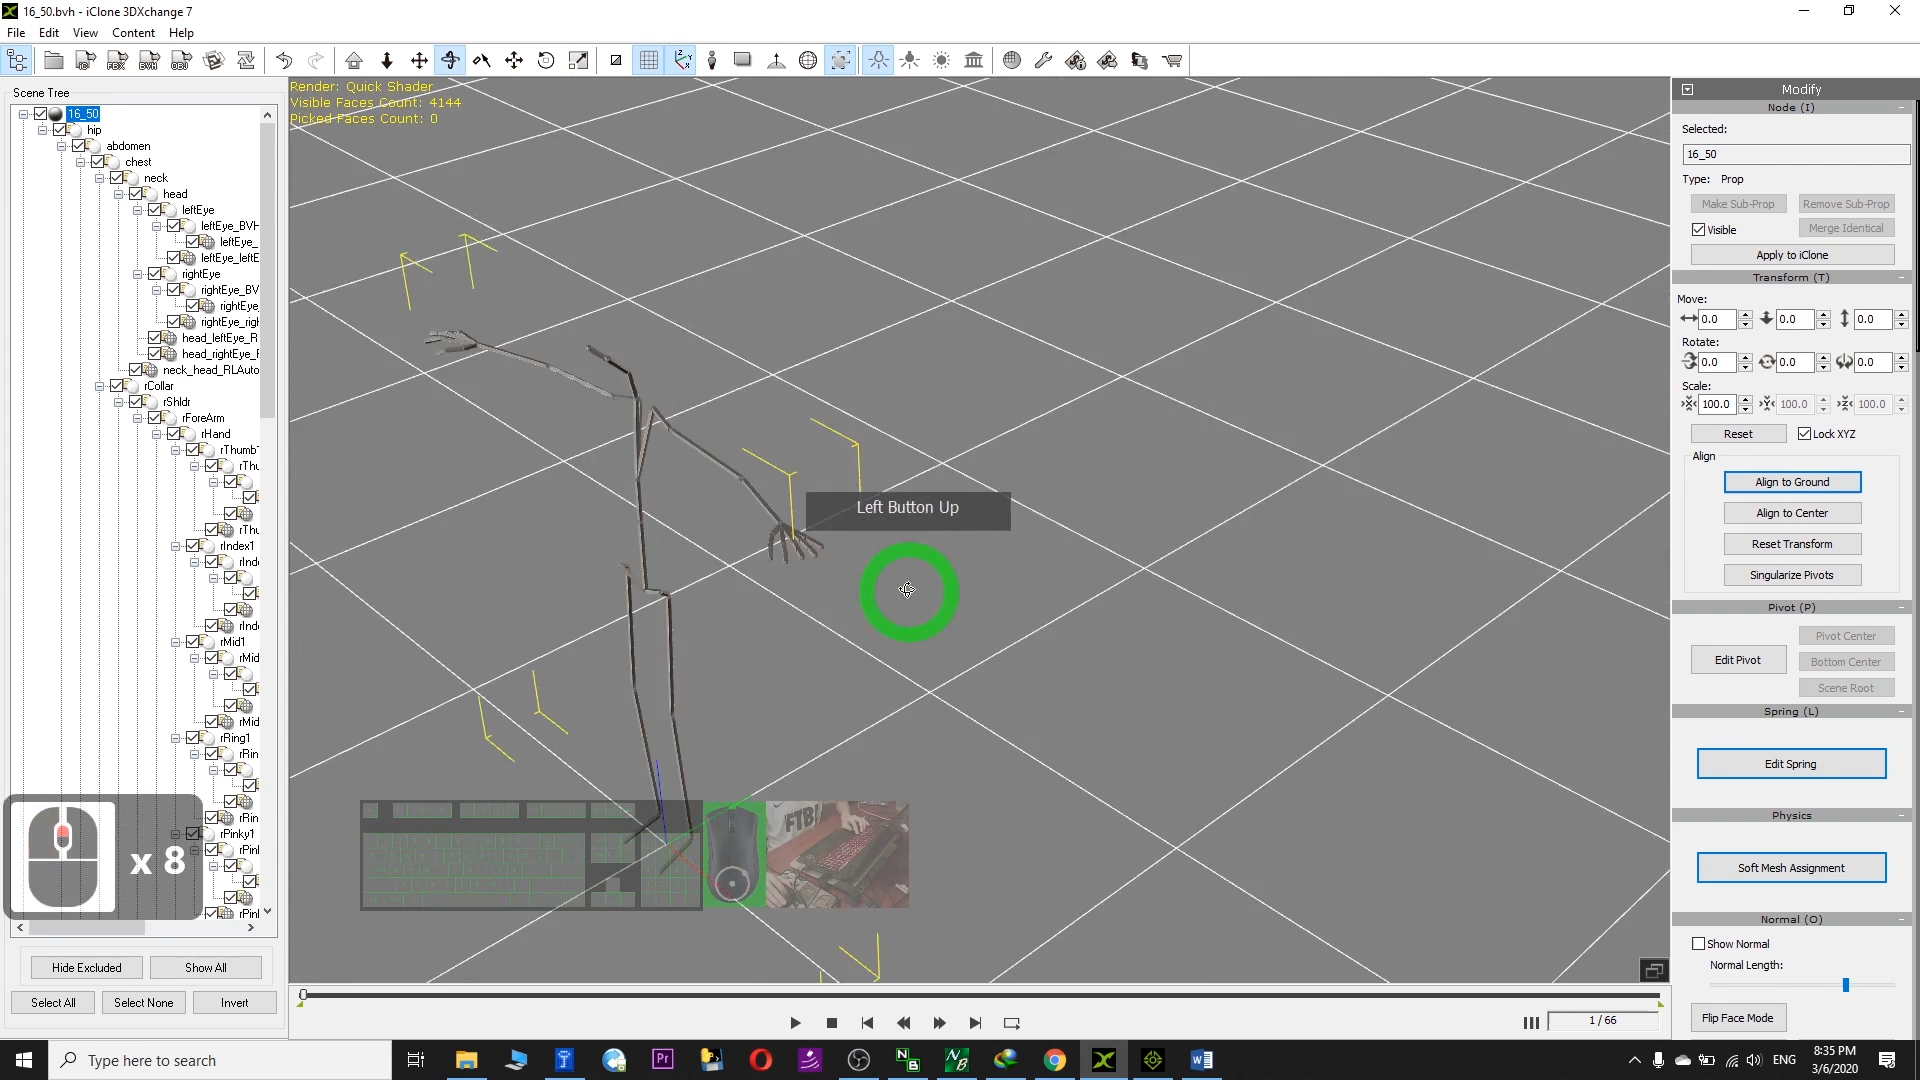 16_50.bvh - iClone 3DXchange 7
File Edit View Content Help
Scene Tree
16_50
hip
abdomen
chest
neck
head
leftEye
leftEye_BVH
leftEye_
leftEye_leftE
rightEye
rightEye_BV
rightEye
rightEye_rigl
head_leftEye_R
head_rightEye_F
neck_head_RLAuto
rCollar
rShldr
rForeArm
rHand
rThumb
rThu
rThu
rIndex1
rInd
rInd
rMid1
rMid
rMid
rRing1
rRin
rRin
rPinky1
rPinl
rPinl
Hide Excluded Show All
Select All Select None Invert
x 8
Render: Quick Shader
Visible Faces Count: 4144
Picked Faces Count: 0
Left Button Up
FTBI
1 / 66
Modify
Node (I)
Selected:
16_50
Type: Prop
Make Sub-Prop Remove Sub-Prop
Visible Merge Identical
Apply to iClone
Transform (T)
Move:
0.0 0.0 0.0
Rotate:
0.0 0.0 0.0
Scale:
100.0 100.0 100.0
Reset Lock XYZ
Align
Align to Ground
Align to Center
Reset Transform
Singularize Pivots
Pivot (P)
Pivot Center
Edit Pivot Bottom Center
Scene Root
Spring (L)
Edit Spring
Physics
Soft Mesh Assignment
Normal (O)
Show Normal
Normal Length:
Flip Face Mode
Type here to search
ENG
8:35 PM
3/6/2020